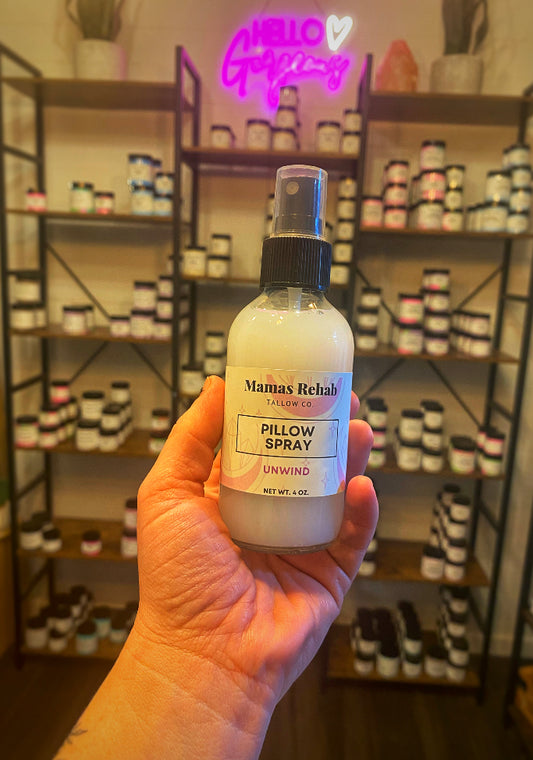 HELLO
Gorgeous
Mamas Rehab
TALLOW CO.
PILLOW
SPRAY
UNWIND
NET WT. 4 OZ.